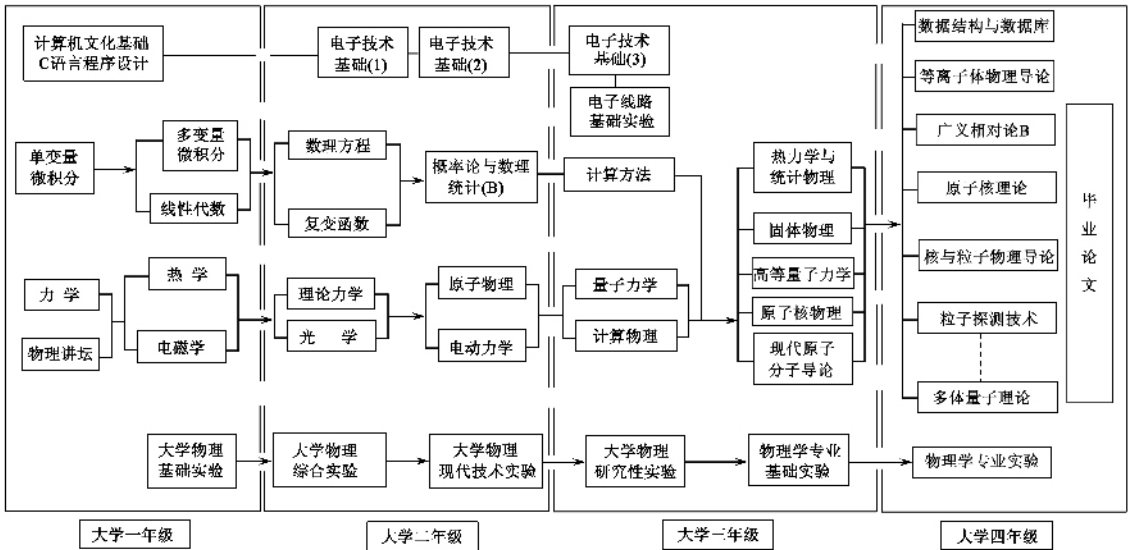 计算机文化基础
C语言程序设计
电子技术
基础(1)
电子技术
基础(2)
电子技术
基础(3)
电子线路
基础实验
数据结构与数据库
等离子体物理导论
广义相对论B
原子核理论
核与粒子物理导论
粒子探测技术
多体量子理论
毕
业
论
文
单变量
微积分
多变量
微积分
线性代数
数理方程
复变函数
概率论与数理
统计(B)
计算方法
热力学与
统计物理
固体物理
高等量子力学
原子核物理
现代原子
分子导论
力 学
物理讲坛
热 学
电磁学
理论力学
光 学
原子物理
电动力学
量子力学
计算物理
大学物理
基础实验
大学物理
综合实验
大学物理
现代技术实验
大学物理
研究性实验
物理学专业
基础实验
物理学专业实验
大学一年级
大学二年级
大学三年级
大学四年级